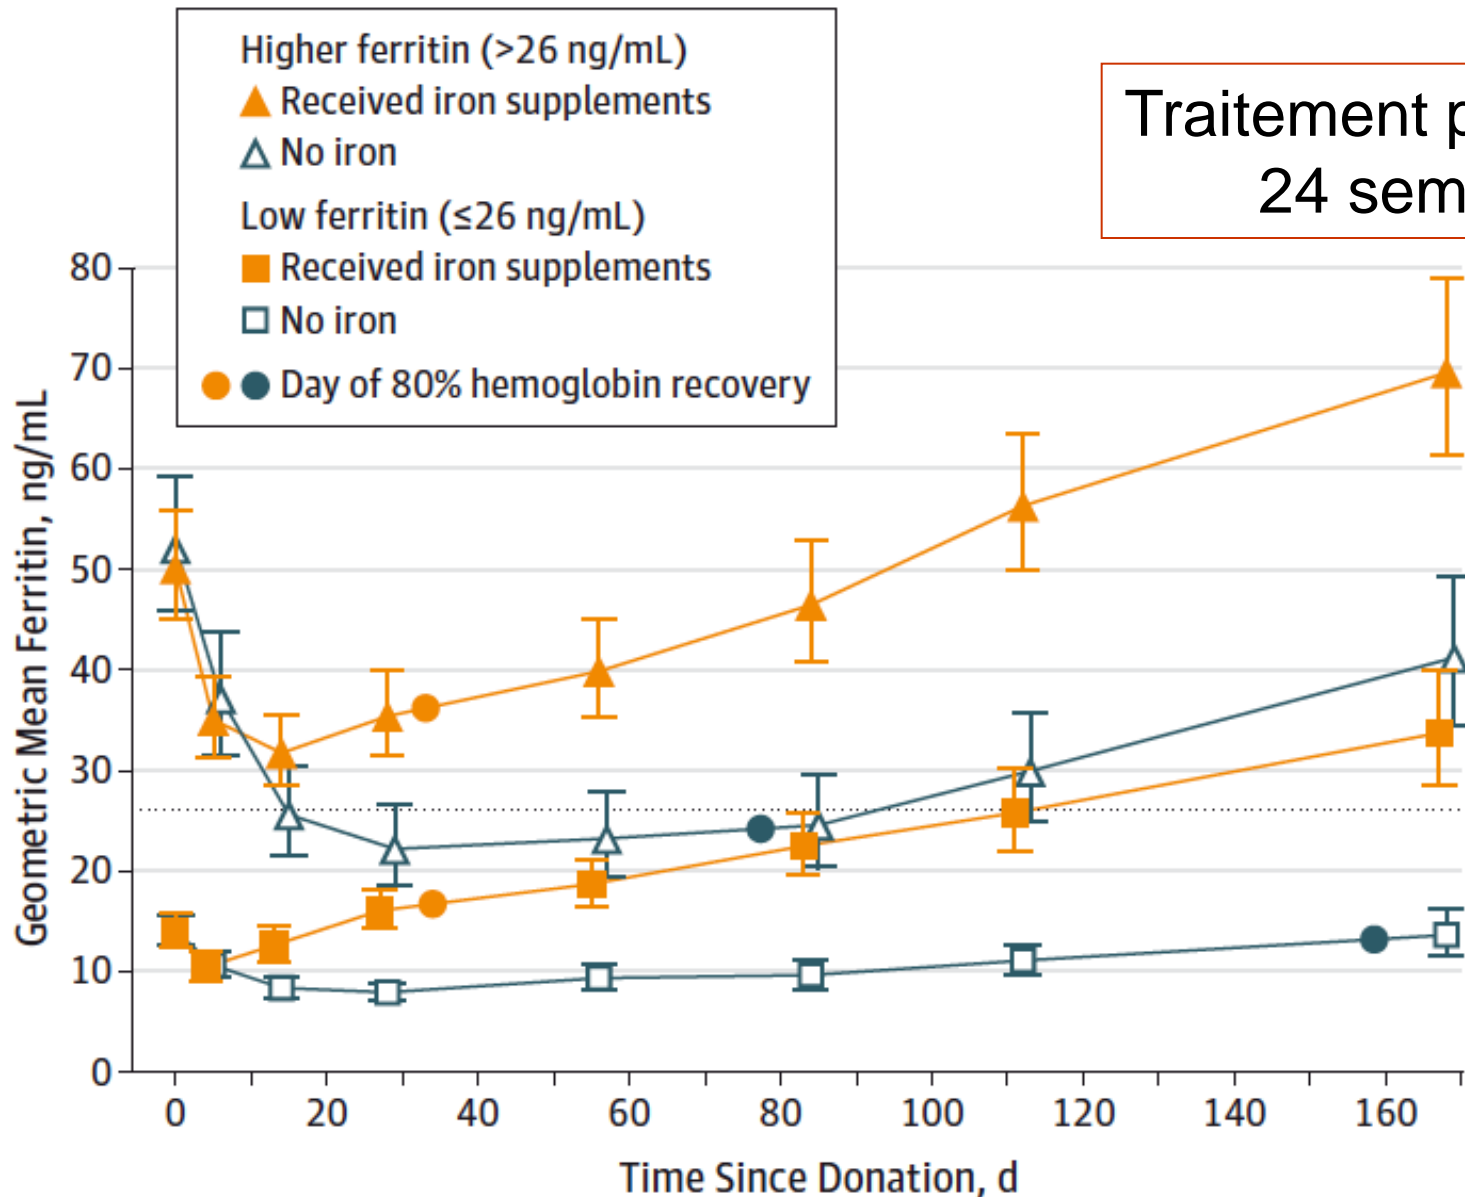 Higher ferritin (>26 ng/mL)
Received iron supplements
No iron
Low ferritin (≤26 ng/mL)
Received iron supplements
No iron
Day of 80% hemoglobin recovery
Traitement p
24 sem
80
70
60
50
40
30
20
10
0
Geometric Mean Ferritin, ng/mL
0 20 40 60 80 100 120 140 160
Time Since Donation, d